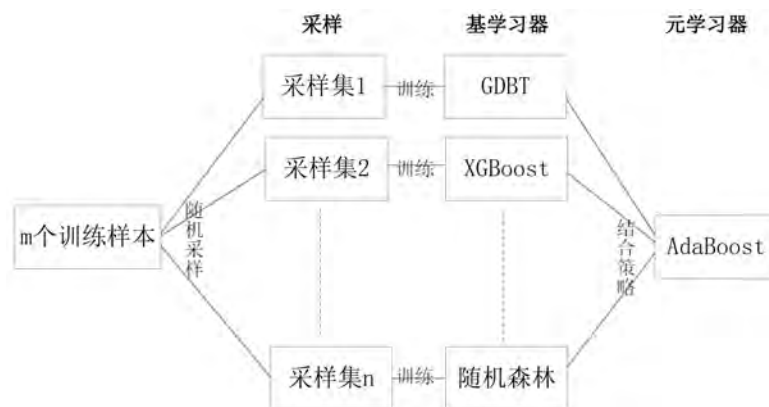 采样 基学习器 元学习器
采样集1 训练 GDBT
采样集2 训练 XGBoost
m个训练样本
随机采样
结合策略
AdaBoost
采样集n 训练 随机森林